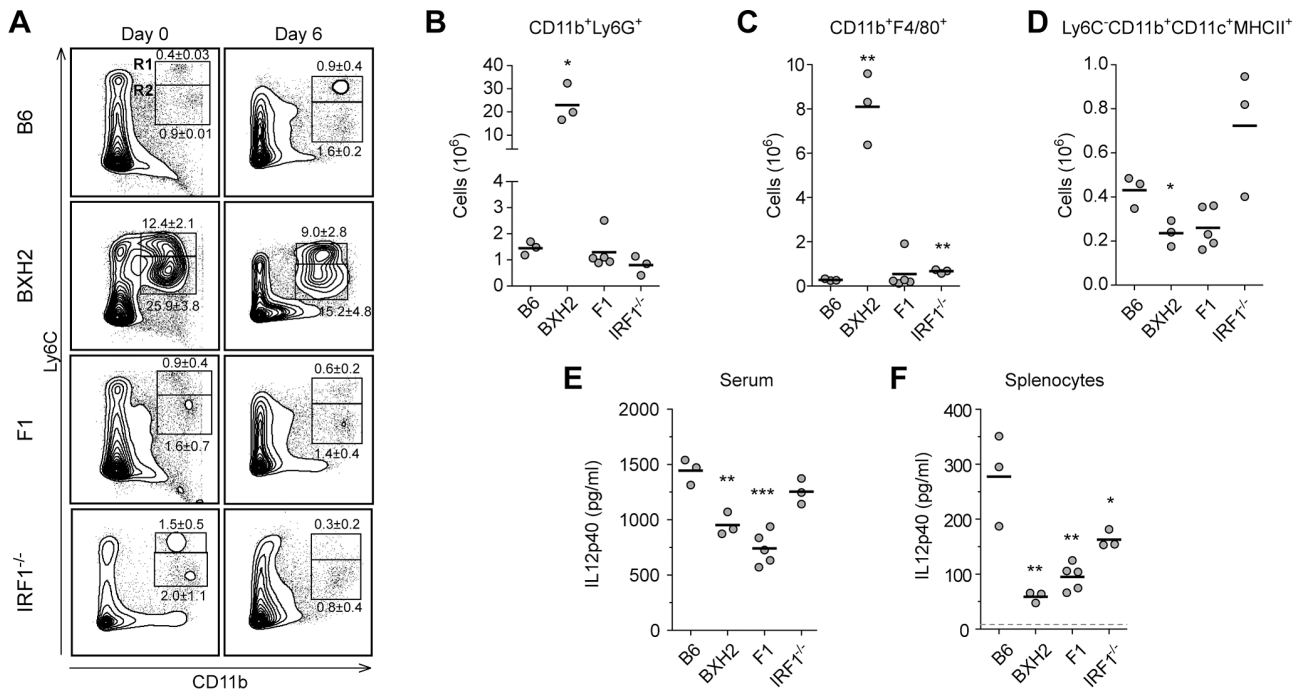 A
Day 0
Day 6
B6
R1
0.4±0.03
R2
0.9±0.01
0.9±0.4
1.6±0.2
BXH2
12.4±2.1
25.9±3.8
9.0±2.8
15.2±4.8
F1
0.9±0.4
1.6±0.7
0.6±0.2
1.4±0.4
IRF1-/-
1.5±0.5
2.0±1.1
0.3±0.2
0.8±0.4
Ly6C
CD11b
B
CD11b+Ly6G+
Cells (10⁶)
40
30
20
10
4
3
2
1
0
*
B6
BXH2
F1
IRF1-/-
C
CD11b+F4/80+
Cells (10⁶)
10
8
6
4
2
0
**
**
B6
BXH2
F1
IRF1-/-
D
Ly6C-CD11b+CD11c+MHCII+
Cells (10⁶)
1.0
0.8
0.6
0.4
0.2
0.0
*
B6
BXH2
F1
IRF1-/-
E
Serum
IL12p40 (pg/ml)
2000
1500
1000
500
0
**
***
B6
BXH2
F1
IRF1-/-
F
Splenocytes
IL12p40 (pg/ml)
400
300
200
100
0
**
**
*
B6
BXH2
F1
IRF1-/-